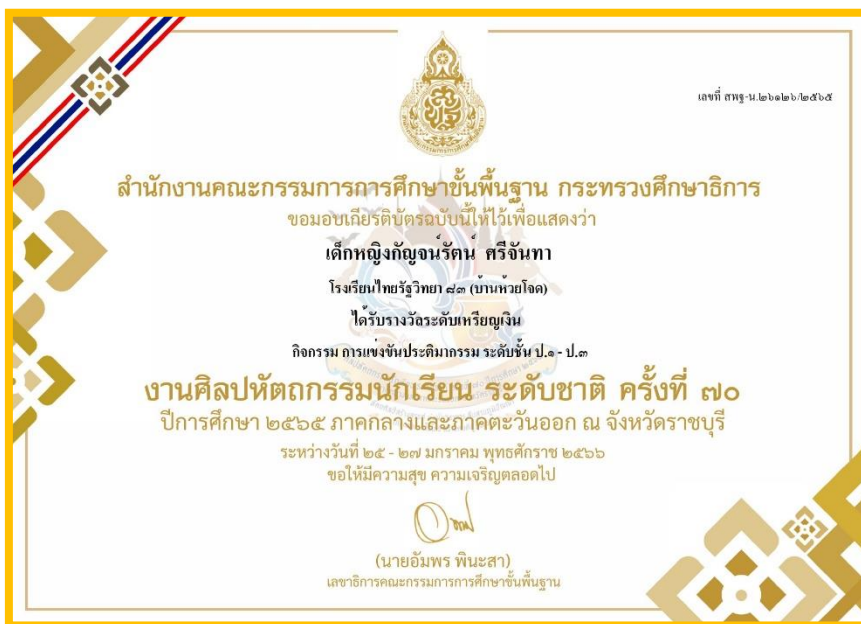 เลขที่ สพฐ-น.๒๖๑๒๖/๒๕๖๕
สำนักงานคณะกรรมการการศึกษาขั้นพื้นฐาน กระทรวงศึกษาธิการ
ขอมอบเกียรติบัตรฉบับนี้ให้ไว้เพื่อแสดงว่า
เด็กหญิงกัญจน์รัตน์ ศรีจันทา
โรงเรียนไทยรัฐวิทยา ๘๓ (บ้านห้วยโจด)
ได้รับรางวัลระดับเหรียญเงิน
กิจกรรม การแข่งขันประติมากรรม ระดับชั้น ป.๑ - ป.๓
งานศิลปหัตถกรรมนักเรียน ระดับชาติ ครั้งที่ ๗๐
ปีการศึกษา ๒๕๖๕ ภาคกลางและภาคตะวันออก ณ จังหวัดราชบุรี
ระหว่างวันที่ ๒๕ - ๒๗ มกราคม พุทธศักราช ๒๕๖๖
ขอให้มีความสุข ความเจริญตลอดไป
(นายอัมพร พินะสา)
เลขาธิการคณะกรรมการการศึกษาขั้นพื้นฐาน